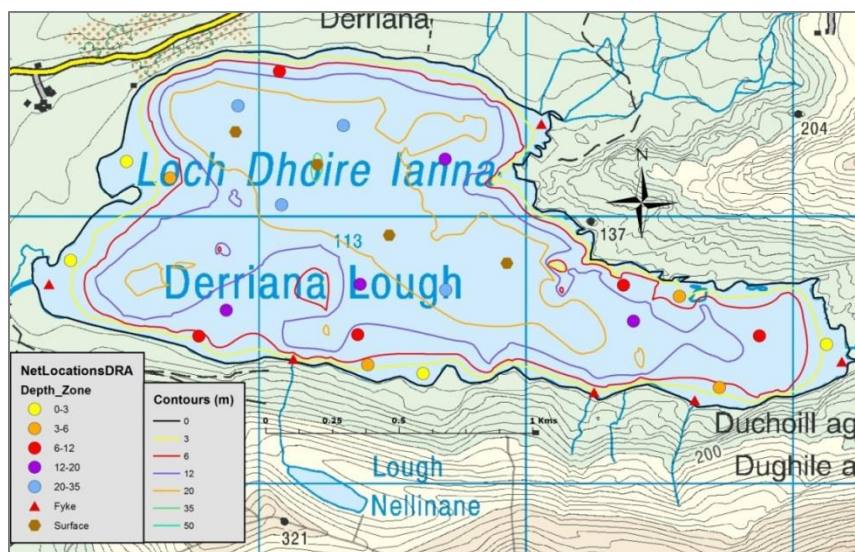 Derriana
204
N
Loch Dhoire Ianna
137
113
Derriana Lough
NetLocationsDRA
Depth_Zone
0-3
3-6
6-12
12-20
20-35
Fyke
Surface
Contours (m)
0
3
6
12
20
35
50
0 0.25 0.5 1 Kms
Duchoill ag
200
Dughile a
Lough
Nellinane
321